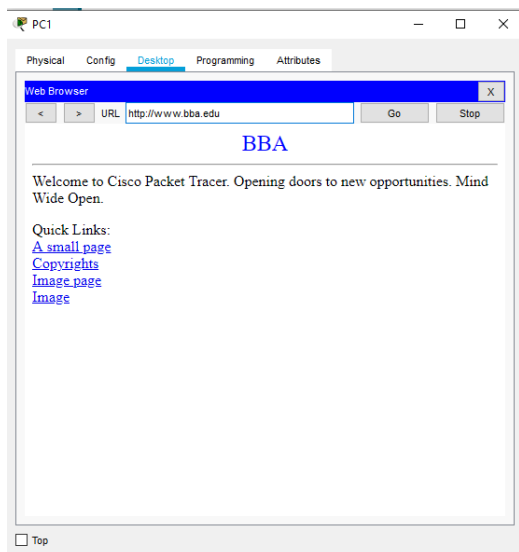 PC1
Physical Config Desktop Programming Attributes
Web Browser X
< > URL http://www.bba.edu Go Stop
BBA
Welcome to Cisco Packet Tracer. Opening doors to new opportunities. Mind
Wide Open.
Quick Links:
A small page
Copyrights
Image page
Image
Top